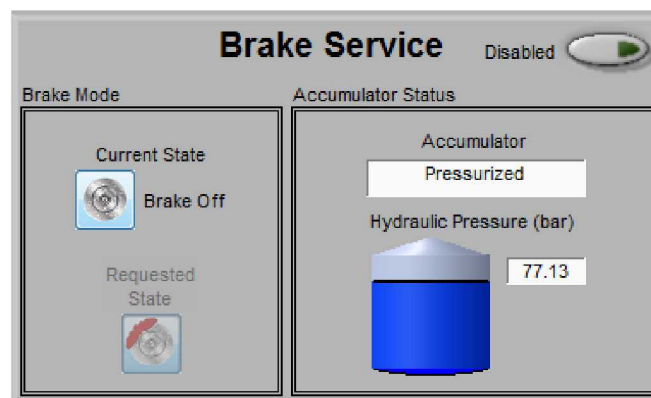 Brake Service
Disabled
Brake Mode
Current State
Brake Off
Requested
State
Accumulator Status
Accumulator
Pressurized
Hydraulic Pressure (bar)
77.13